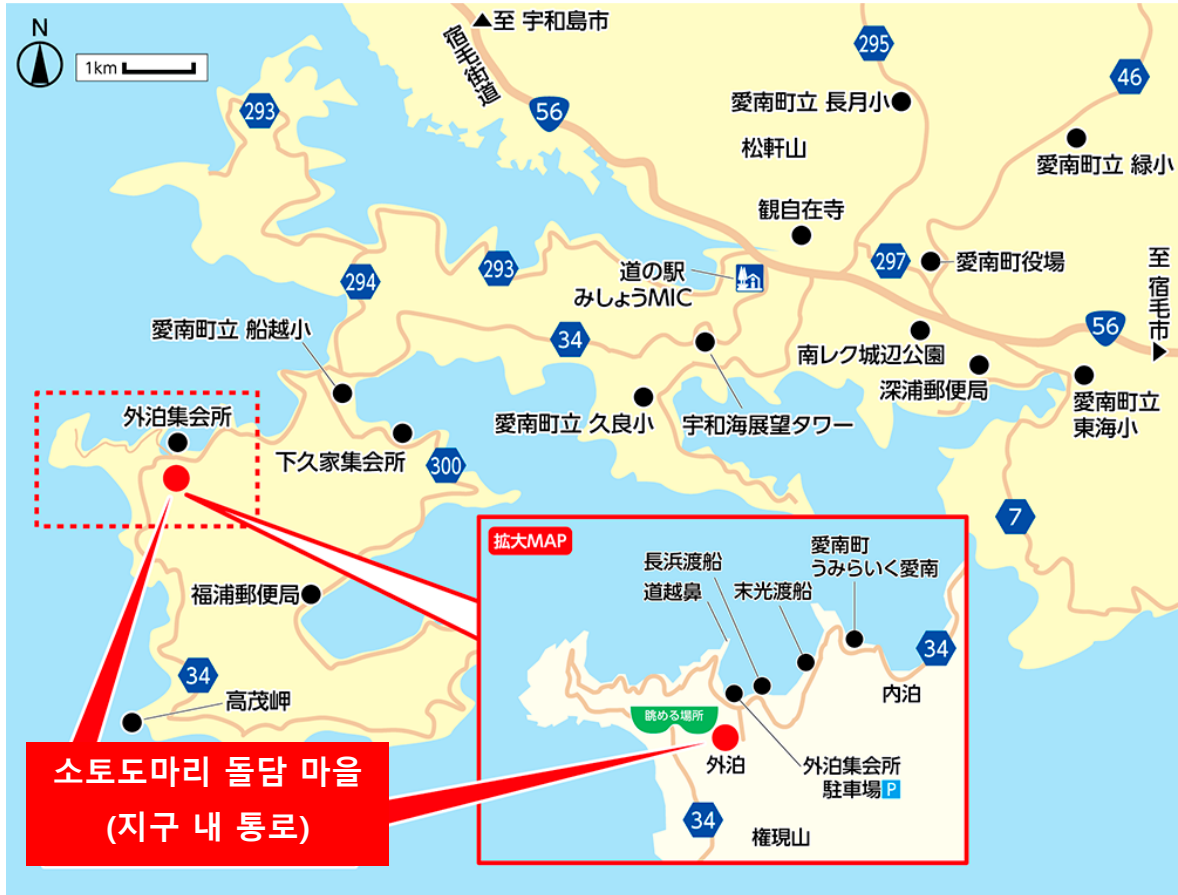 N
1km
▲至 宇和島市
宿毛街道
56
295
46
愛南町立 長月小
松軒山
愛南町立 緑小
観自在寺
293
293
294
道の駅
みしょうMIC
297
愛南町役場
至 宿毛市▶
56
愛南町立 船越小
34
南レク城辺公園
深浦郵便局
愛南町立
東海小
外泊集会所
愛南町立 久良小
宇和海展望タワー
下久家集会所
300
7
福浦郵便局
34
高茂岬
소토도마리 돌담 마을
(지구 내 통로)
拡大MAP
長浜渡船
道越鼻
末光渡船
愛南町
うみらいく愛南
34
内泊
眺める場所
外泊
外泊集会所
駐車場P
34
権現山